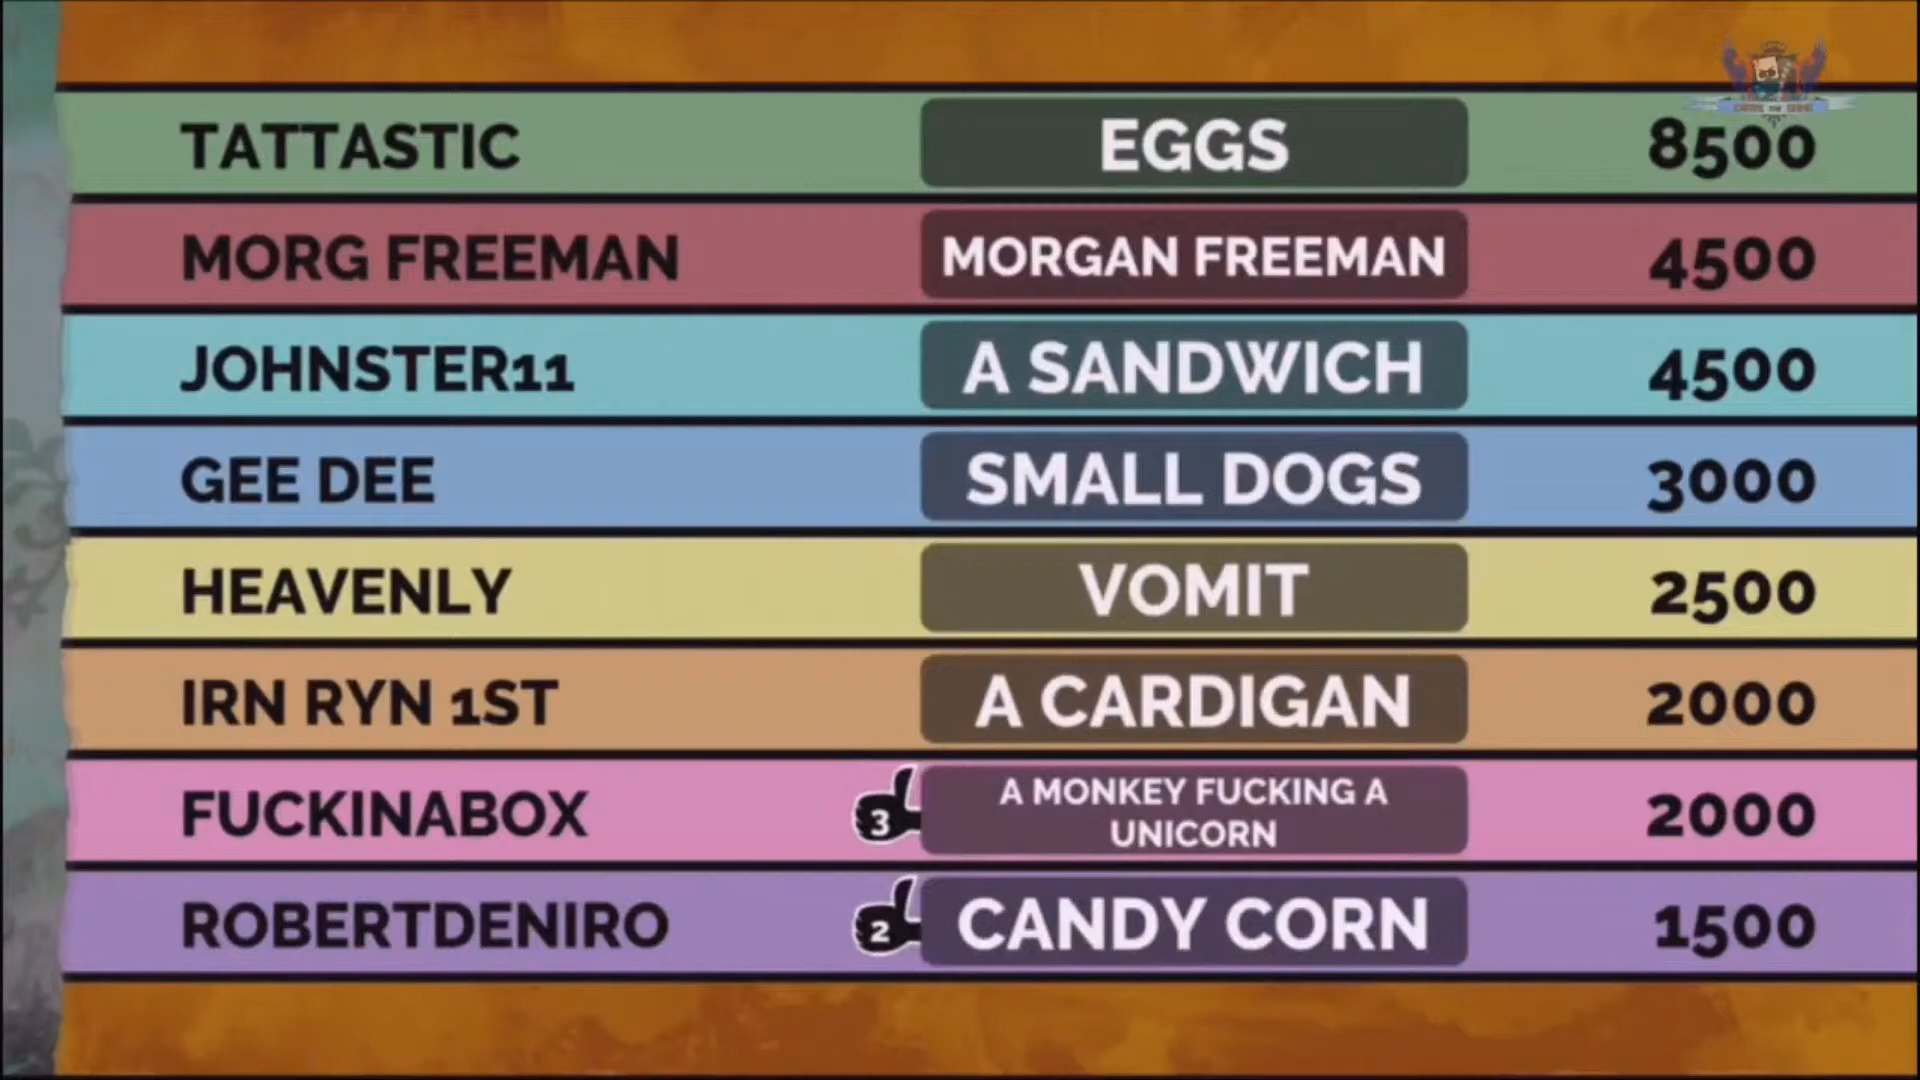 TATTASTIC EGGS 8500
MORG FREEMAN MORGAN FREEMAN 4500
JOHNSTER11 A SANDWICH 4500
GEE DEE SMALL DOGS 3000
HEAVENLY VOMIT 2500
IRN RYN 1ST A CARDIGAN 2000
FUCKINABOX 3 A MONKEY FUCKING A
UNICORN 2000
ROBERTDENIRO 2 CANDY CORN 1500